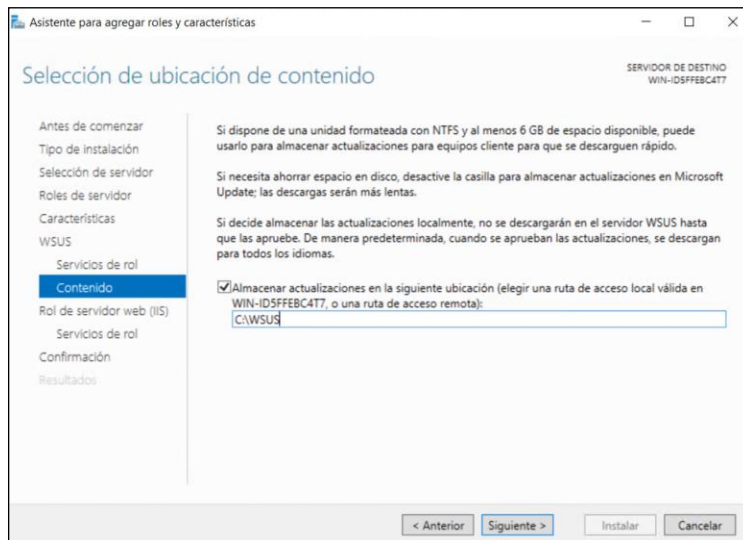 Asistente para agregar roles y características
Selección de ubicación de contenido
SERVIDOR DE DESTINO
WIN-ID5FFEBC4T7
Antes de comenzar
Tipo de instalación
Selección de servidor
Roles de servidor
Características
WSUS
Servicios de rol
Contenido
Rol de servidor web (IIS)
Servicios de rol
Confirmación
Resultados
Si dispone de una unidad formateada con NTFS y al menos 6 GB de espacio disponible, puede
usarlo para almacenar actualizaciones para equipos cliente para que se descarguen rápido.
Si necesita ahorrar espacio en disco, desactive la casilla para almacenar actualizaciones en Microsoft
Update; las descargas serán más lentas.
Si decide almacenar las actualizaciones localmente, no se descargarán en el servidor WSUS hasta
que las apruebe. De manera predeterminada, cuando se aprueban las actualizaciones, se descargan
para todos los idiomas.
Almacenar actualizaciones en la siguiente ubicación (elegir una ruta de acceso local válida en
WIN-ID5FFEBC4T7, o una ruta de acceso remota):
C:\WSUS
< Anterior
Siguiente >
Instalar
Cancelar